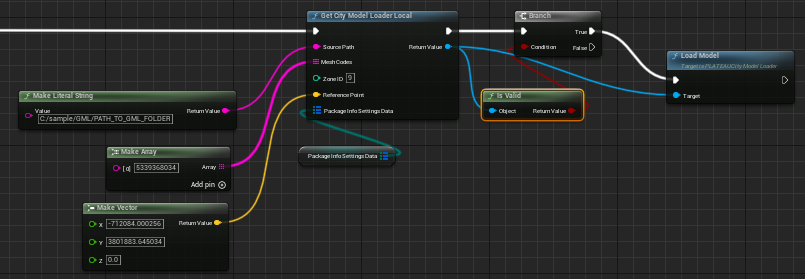 Get City Model Loader Local
Source Path
Return Value
Mesh Codes
Zone ID 9
Reference Point
Package Info Settings Data
Branch
True
Condition
False
Load Model
Target is PLATEAUCity Model Loader
Target
Is Valid
Object
Return Value
Make Literal String
Value
Return Value
C:/sample/GML/PATH_TO_GML_FOLDER
Package Info Settings Data
Make Array
[0] 5339368034
Array
Add pin
Make Vector
X -712084.000256
Return Value
Y 3801883.645034
Z 0.0